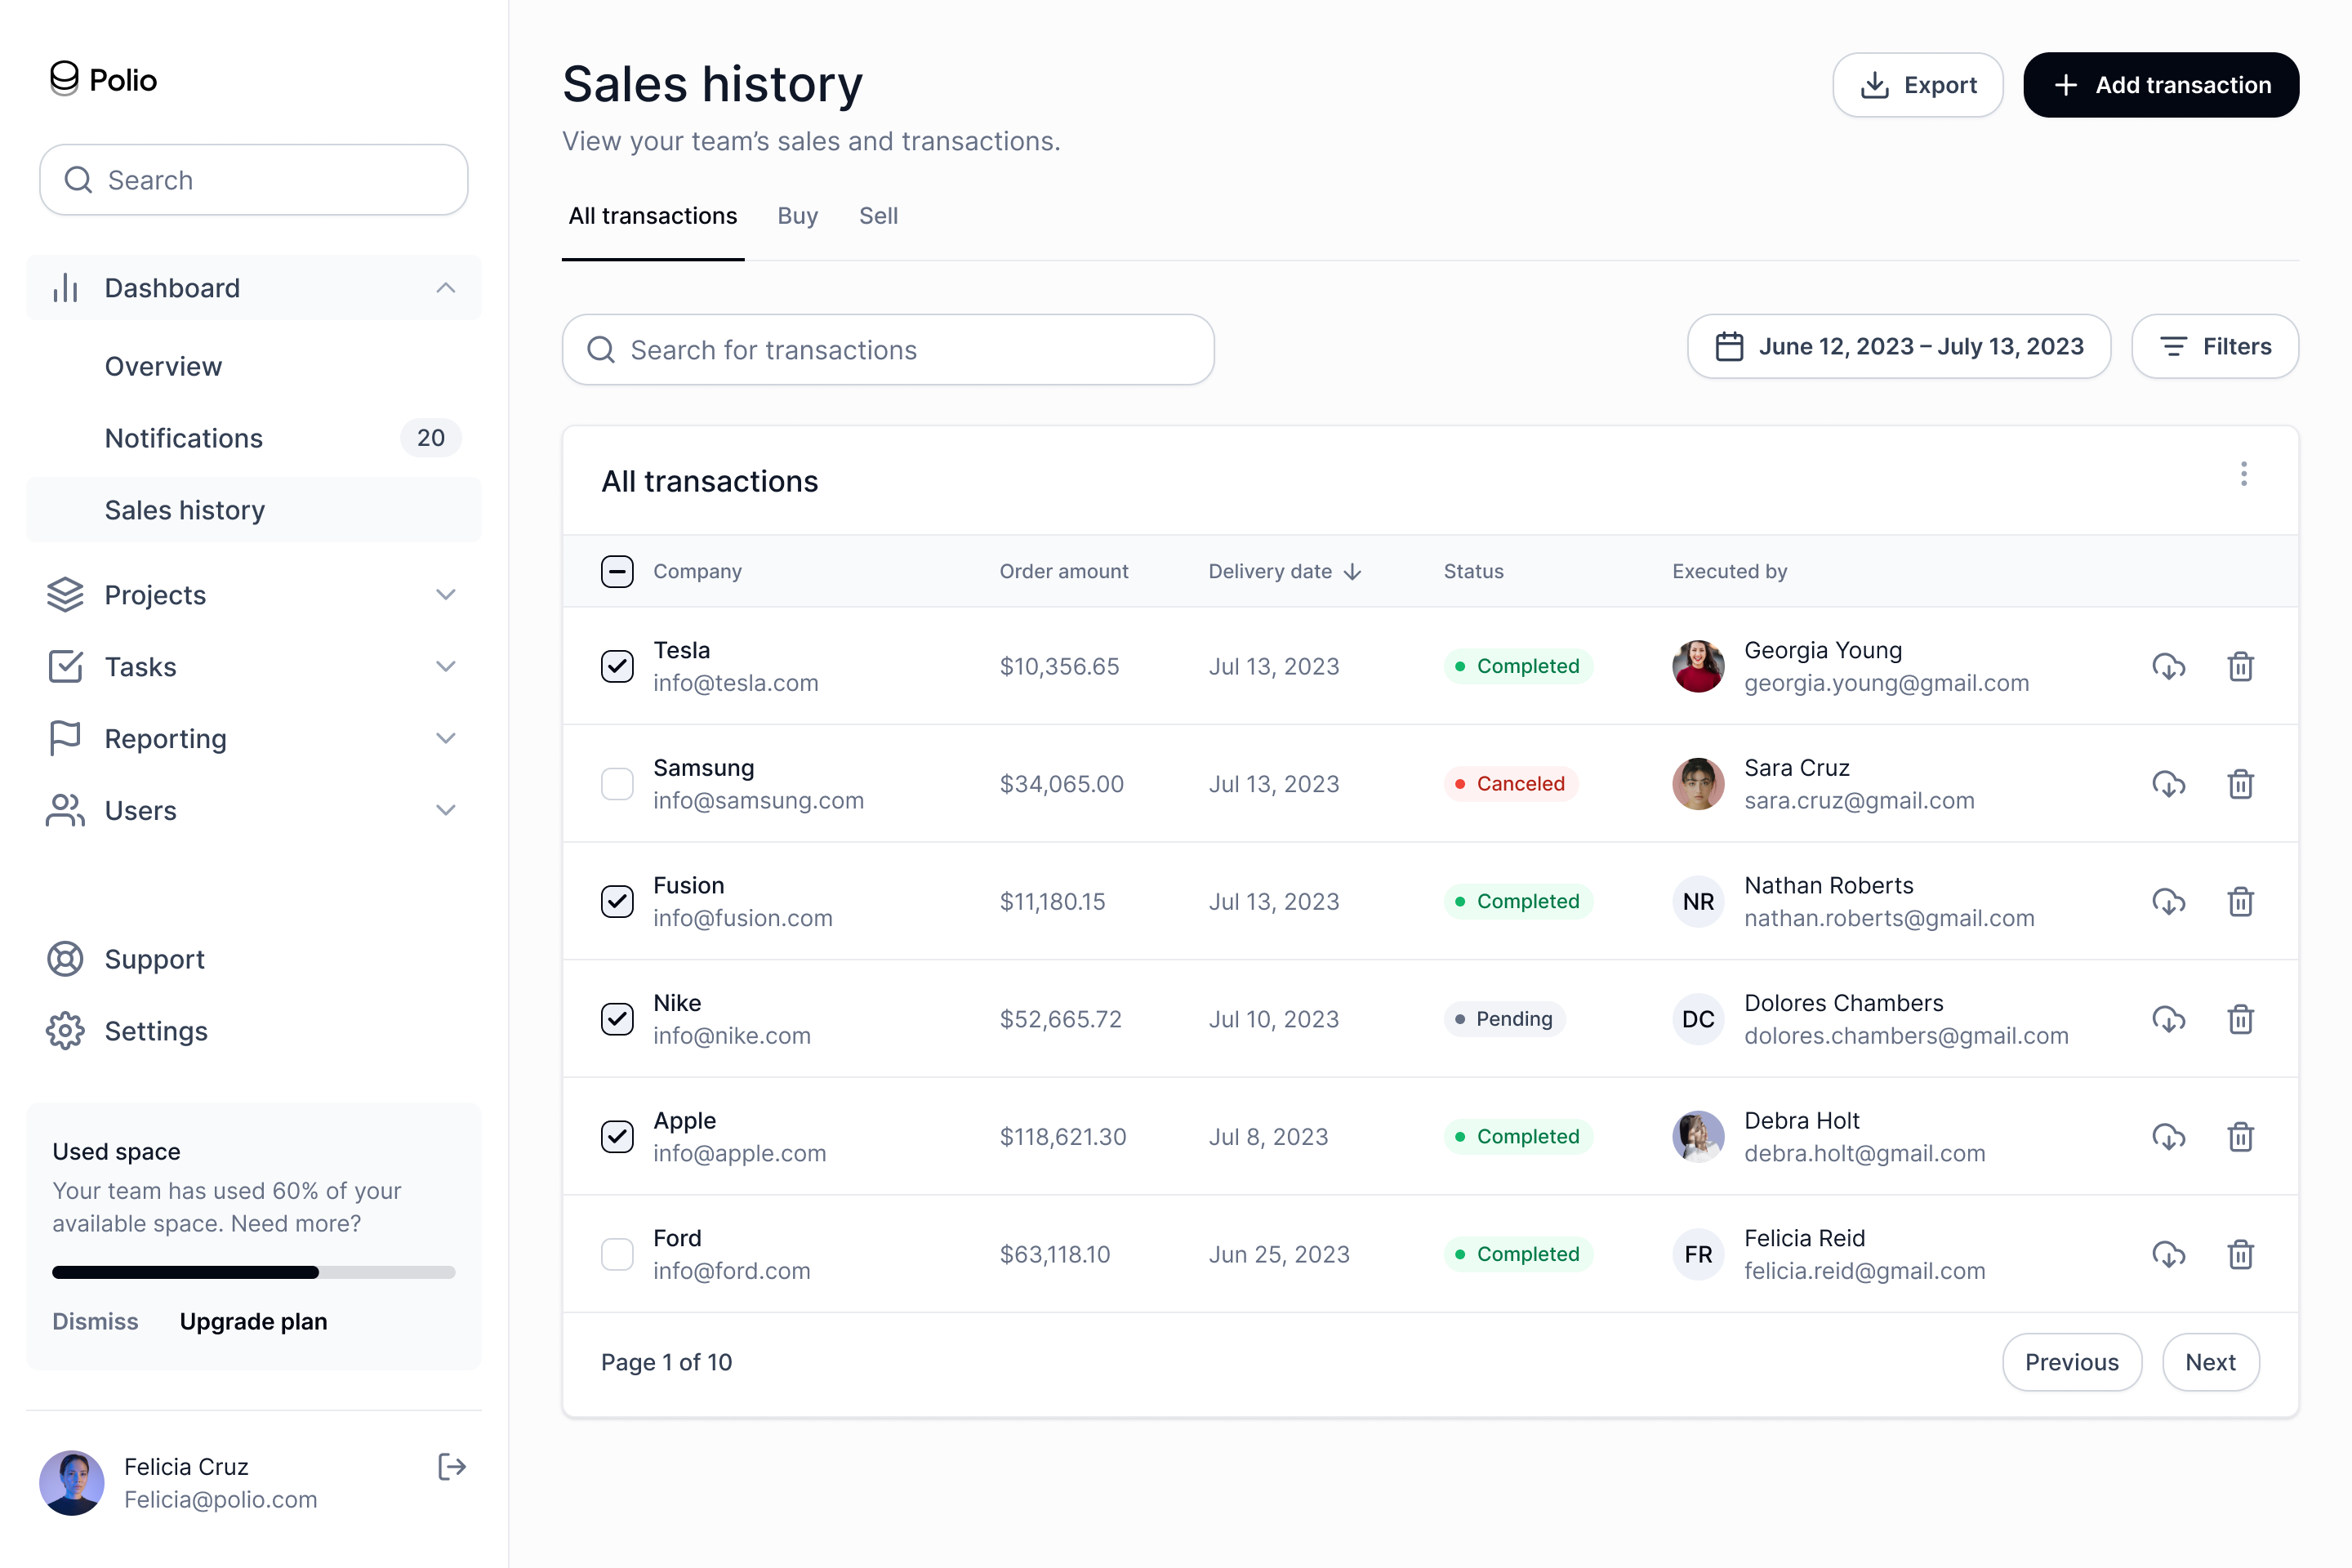 Polio
Search
Dashboard
Overview
Notifications 20
Sales history
Projects
Tasks
Reporting
Users
Support
Settings
Used space
Your team has used 60% of your
available space. Need more?
Dismiss Upgrade plan
Felicia Cruz
Felicia@polio.com
Sales history
View your team’s sales and transactions.
Export Add transaction
All transactions Buy Sell
Search for transactions
June 12, 2023 – July 13, 2023 Filters
All transactions
Company Order amount Delivery date Status Executed by
Tesla
info@tesla.com
$10,356.65 Jul 13, 2023 Completed
Georgia Young
georgia.young@gmail.com
Samsung
info@samsung.com
$34,065.00 Jul 13, 2023 Canceled
Sara Cruz
sara.cruz@gmail.com
Fusion
info@fusion.com
$11,180.15 Jul 13, 2023 Completed NR
Nathan Roberts
nathan.roberts@gmail.com
Nike
info@nike.com
$52,665.72 Jul 10, 2023 Pending DC
Dolores Chambers
dolores.chambers@gmail.com
Apple
info@apple.com
$118,621.30 Jul 8, 2023 Completed
Debra Holt
debra.holt@gmail.com
Ford
info@ford.com
$63,118.10 Jun 25, 2023 Completed FR
Felicia Reid
felicia.reid@gmail.com
Page 1 of 10 Previous Next